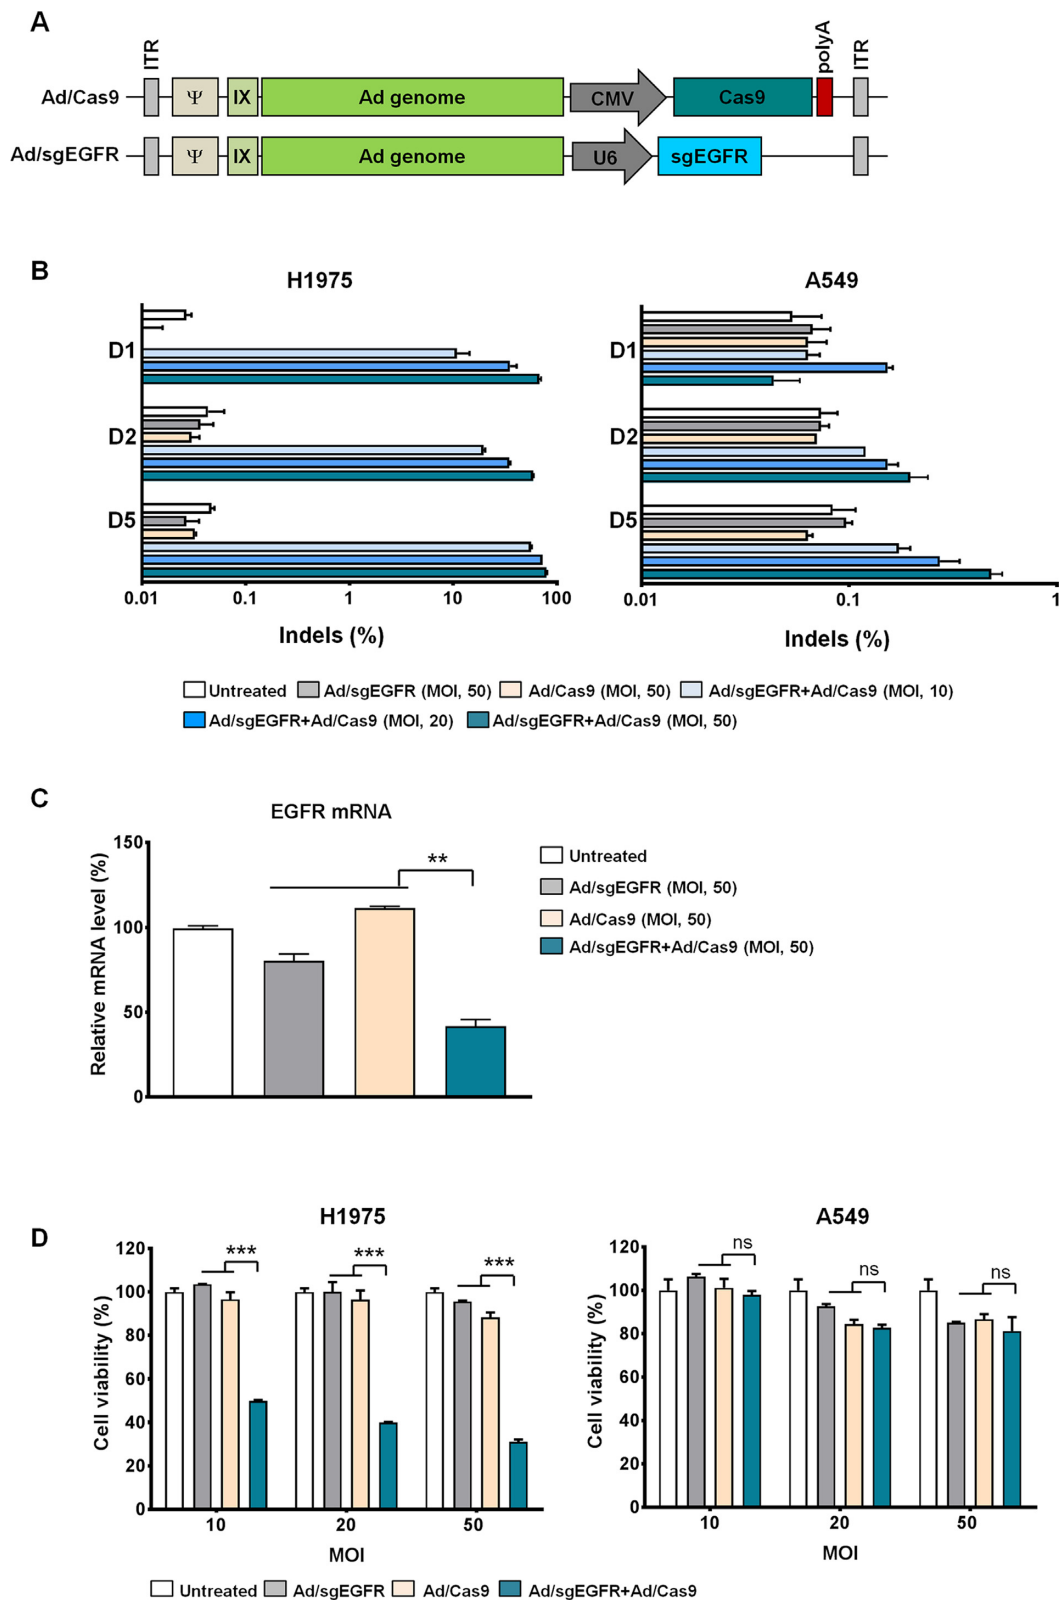 A
ITR
polyA
ITR
Ad/Cas9
Ψ
IX
Ad genome
CMV
Cas9
Ad/sgEGFR
Ψ
IX
Ad genome
U6
sgEGFR
B
H1975
A549
D1
D2
D5
0.01
0.1
1
10
100
Indels (%)
D1
D2
D5
0.01
0.1
1
Indels (%)
Untreated
Ad/sgEGFR (MOI, 50)
Ad/Cas9 (MOI, 50)
Ad/sgEGFR+Ad/Cas9 (MOI, 10)
Ad/sgEGFR+Ad/Cas9 (MOI, 20)
Ad/sgEGFR+Ad/Cas9 (MOI, 50)
C
EGFR mRNA
Relative mRNA level (%)
150
100
50
0
**
Untreated
Ad/sgEGFR (MOI, 50)
Ad/Cas9 (MOI, 50)
Ad/sgEGFR+Ad/Cas9 (MOI, 50)
D
H1975
Cell viability (%)
120
100
80
60
40
20
0
***
***
***
10
20
50
MOI
A549
Cell viability (%)
120
100
80
60
40
20
0
ns
ns
ns
10
20
50
MOI
Untreated
Ad/sgEGFR
Ad/Cas9
Ad/sgEGFR+Ad/Cas9